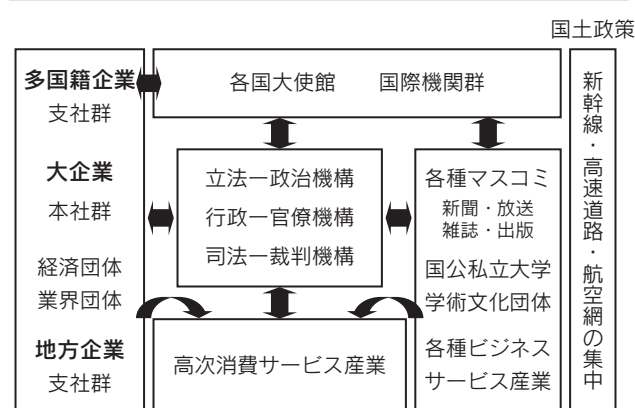 国土政策
多国籍企業
支社群
大企業
本社群
経済団体
業界団体
地方企業
支社群
各国大使館 国際機関群
立法ー政治機構
行政ー官僚機構
司法ー裁判機構
高次消費サービス産業
各種マスコミ
新聞・放送
雑誌・出版
国公私立大学
学術文化団体
各種ビジネス
サービス産業
新幹線・高速道路・航空網の集中